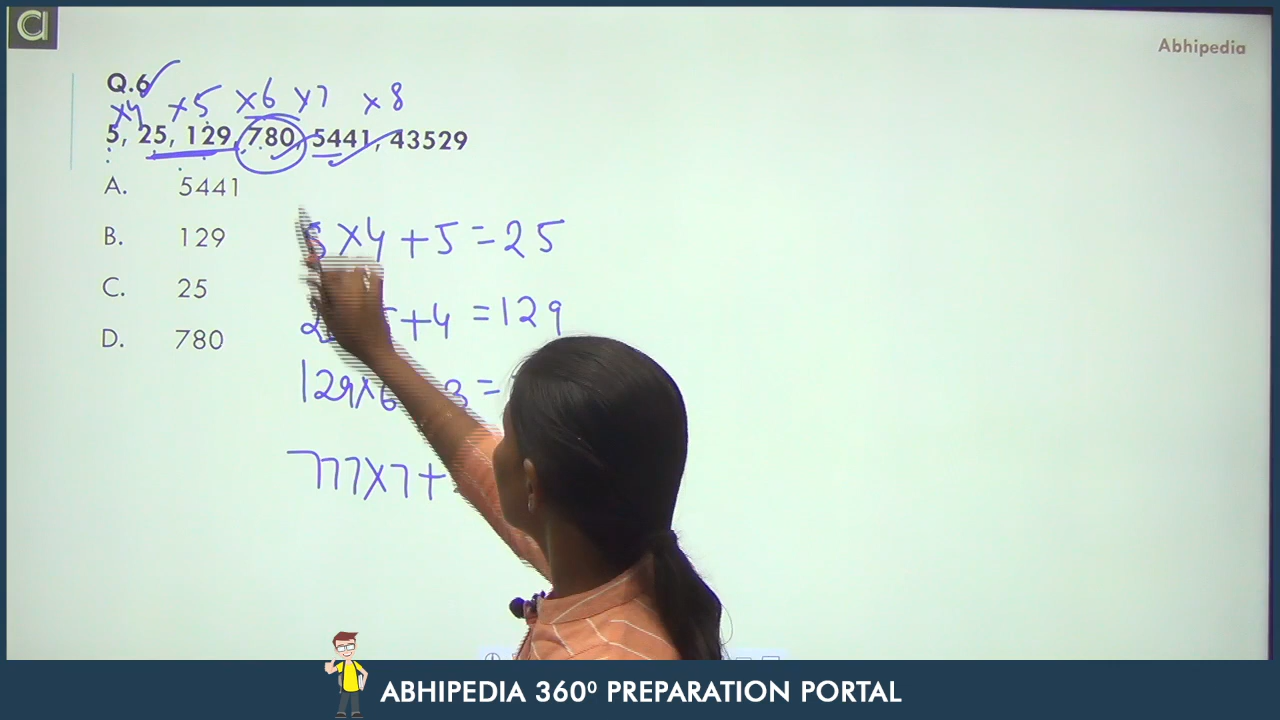 a
Abhipedia
Q.6
×4 ×5 ×6 ×7 ×8
5, 25, 129, 780, 5441, 43529
A. 5441
B. 129
C. 25
D. 780
5×4+5=25
+4=129
129×6 3=
777×7+
ABHIPEDIA 360⁰ PREPARATION PORTAL